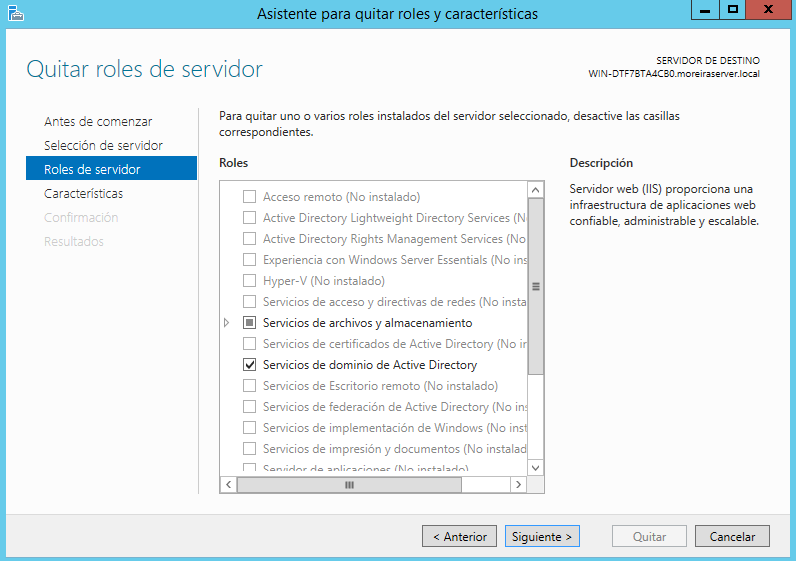 Asistente para quitar roles y características
Quitar roles de servidor
SERVIDOR DE DESTINO
WIN-DTF7BTA4CB0.moreiraserver.local
Antes de comenzar
Selección de servidor
Roles de servidor
Características
Confirmación
Resultados
Para quitar uno o varios roles instalados del servidor seleccionado, desactive las casillas
correspondientes.
Roles
Acceso remoto (No instalado)
Active Directory Lightweight Directory Services (N
Active Directory Rights Management Services (No
Experiencia con Windows Server Essentials (No ins
Hyper-V (No instalado)
Servicios de acceso y directivas de redes (No insta
Servicios de archivos y almacenamiento
Servicios de certificados de Active Directory (No ir
Servicios de dominio de Active Directory
Servicios de Escritorio remoto (No instalado)
Servicios de federación de Active Directory (No ins
Servicios de implementación de Windows (No inst
Servicios de impresión y documentos (No instalad
Servidor de aplicaciones (No instalado)
Descripción
Servidor web (IIS) proporciona una
infraestructura de aplicaciones web
confiable, administrable y escalable.
< Anterior
Siguiente >
Quitar
Cancelar